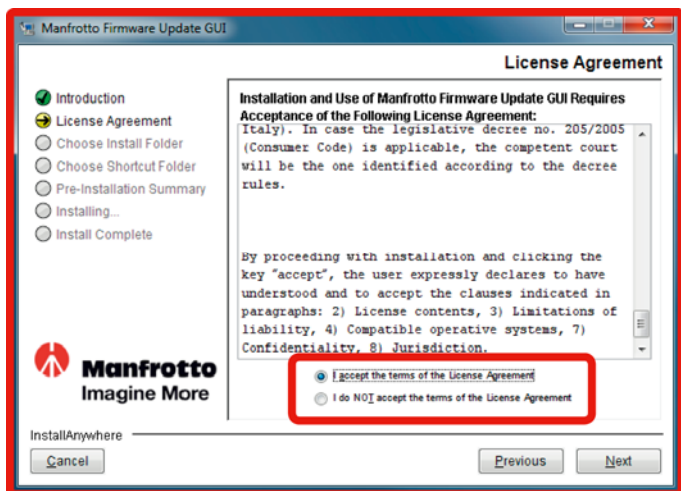 Manfrotto Firmware Update GUI
License Agreement
Introduction
License Agreement
Choose Install Folder
Choose Shortcut Folder
Pre-Installation Summary
Installing...
Install Complete
Installation and Use of Manfrotto Firmware Update GUI Requires
Acceptance of the Following License Agreement:
Italy). In case the legislative decree no. 205/2005
(Consumer Code) is applicable, the competent court
will be the one identified according to the decree
rules.
By proceeding with installation and clicking the
key "accept", the user expressly declares to have
understood and to accept the clauses indicated in
paragraphs: 2) License contents, 3) Limitations of
liability, 4) Compatible operative systems, 7)
Confidentiality, 8) Jurisdiction.
I accept the terms of the License Agreement
I do NOT accept the terms of the License Agreement
Manfrotto
Imagine More
InstallAnywhere
Cancel
Previous
Next